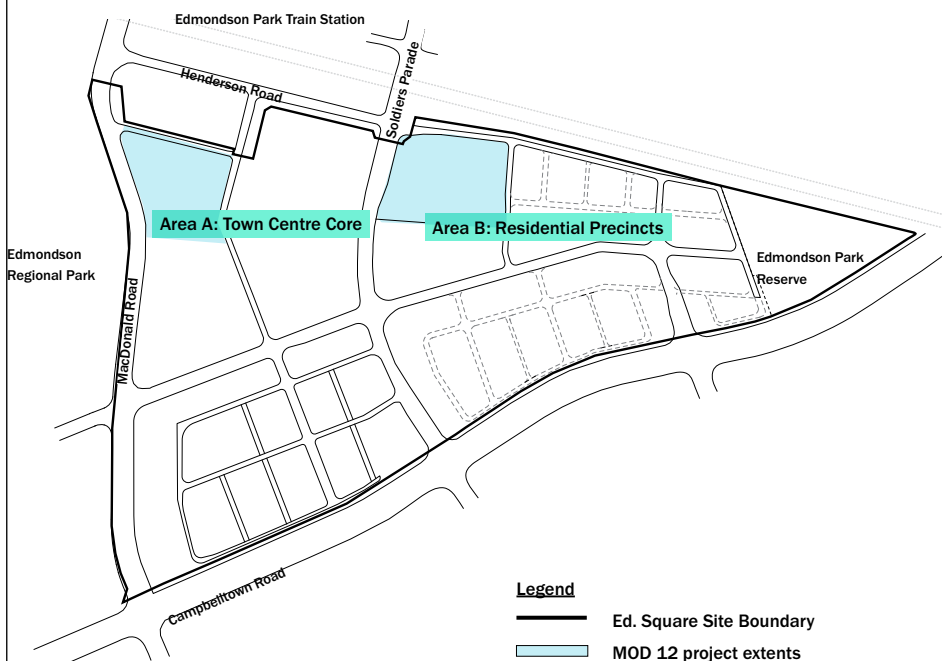 Edmondson Park Train Station
Henderson Road
Soldiers Parade
Area A: Town Centre Core
Area B: Residential Precincts
Edmondson
Regional Park
Edmondson Park
Reserve
MacDonald Road
Campbelltown Road
Legend
Ed. Square Site Boundary
MOD 12 project extents